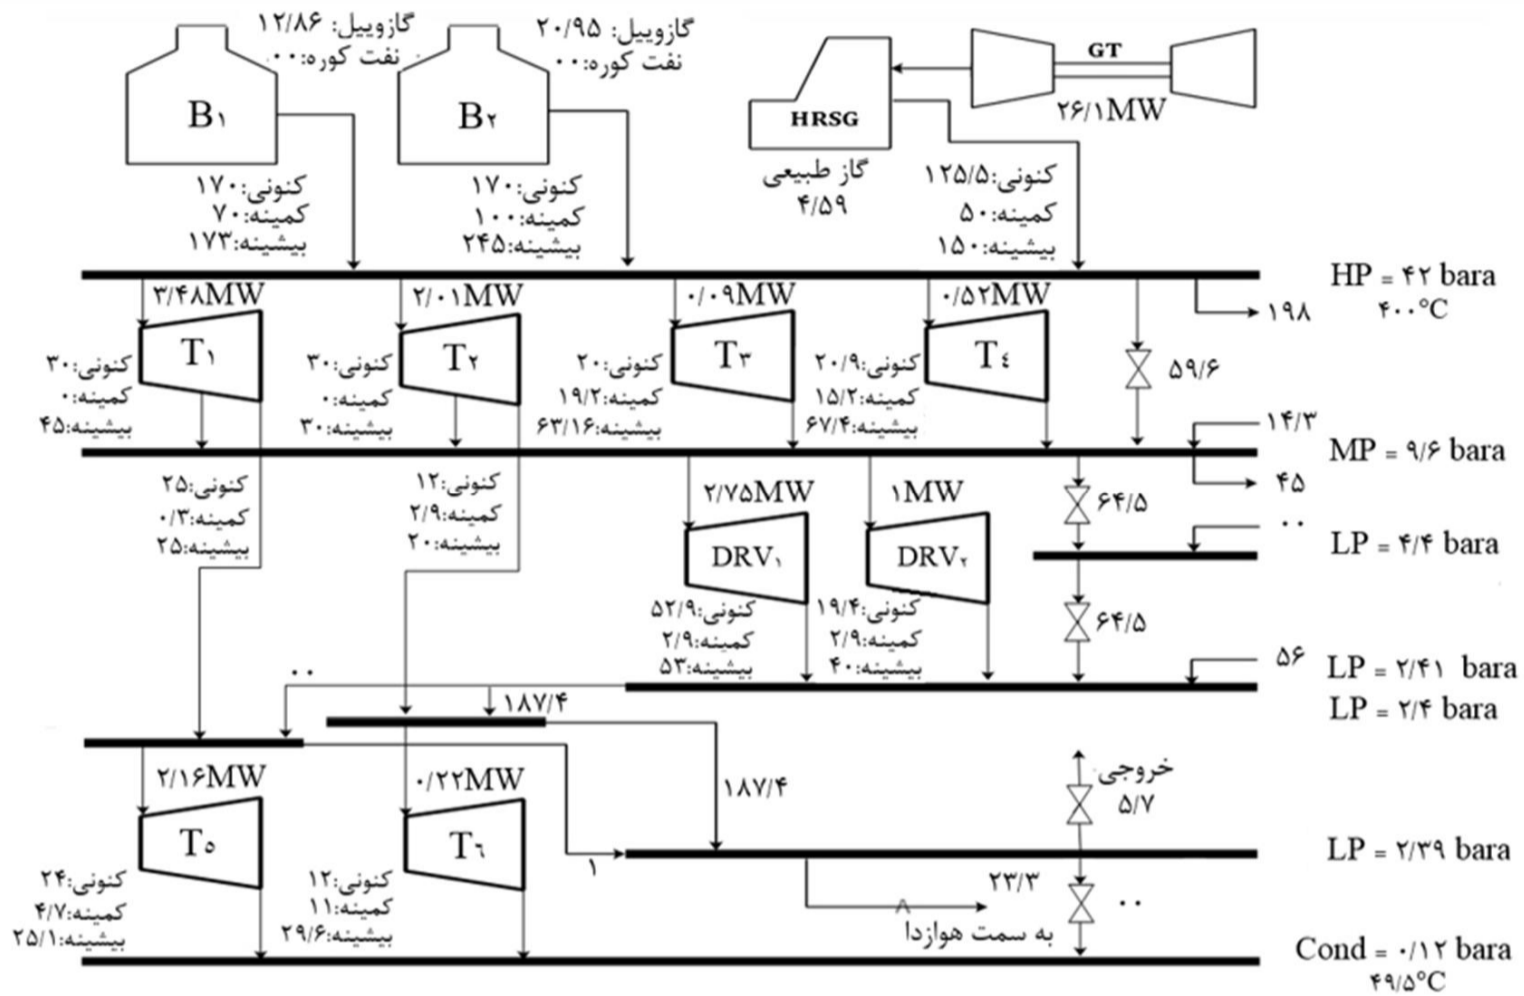 گازوییل: ۱۲/۸۶
نفت کوره:۰۰
B۱
کنونی:۱۷۰
کمینه:۷۰
بیشینه:۱۷۳
گازوییل: ۲۰/۹۵
نفت کوره:۰۰
B۲
کنونی:۱۷۰
کمینه:۱۰۰
بیشینه:۲۴۵
HRSG
گاز طبیعی
۴/۵۹
GT
۲۶/۱MW
کنونی:۱۲۵/۵
کمینه:۵۰
بیشینه:۱۵۰
HP = ۴۲ bara
۴۰۰°C
۱۹۸
۳/۴۸MW
T۱
کنونی:۳۰
کمینه:۰
بیشینه:۴۵
۲/۰۱MW
T۲
کنونی:۳۰
کمینه:۰
بیشینه:۳۰
۰/۰۹MW
T۳
کنونی:۲۰
کمینه:۱۹/۲
بیشینه:۶۳/۱۶
۰/۵۲MW
T٤
کنونی:۲۰/۹
کمینه:۱۵/۲
بیشینه:۶۷/۴
۵۹/۶
۱۴/۳
MP = ۹/۶ bara
۴۵
کنونی:۲۵
کمینه:۰/۳
بیشینه:۲۵
کنونی:۱۲
کمینه:۲/۹
بیشینه:۲۰
۲/۷۵MW
DRV۱
کنونی:۵۲/۹
کمینه:۲/۹
بیشینه:۵۳
۱MW
DRV۲
کنونی:۱۹/۴
کمینه:۲/۹
بیشینه:۴۰
۶۴/۵
۰۰
LP = ۴/۴ bara
۶۴/۵
۵۶
LP = ۲/۴۱ bara
LP = ۲/۴ bara
۰۰
۱۸۷/۴
۲/۱۶MW
T٥
کنونی:۲۴
کمینه:۴/۷
بیشینه:۲۵/۱
۰/۲۲MW
T٦
کنونی:۱۲
کمینه:۱۱
بیشینه:۲۹/۶
۱۸۷/۴
۱
خروجی
۵/۷
LP = ۲/۳۹ bara
۲۳/۳
به سمت هوازدا
۰۰
Cond = ۰/۱۲ bara
۴۹/۵°C